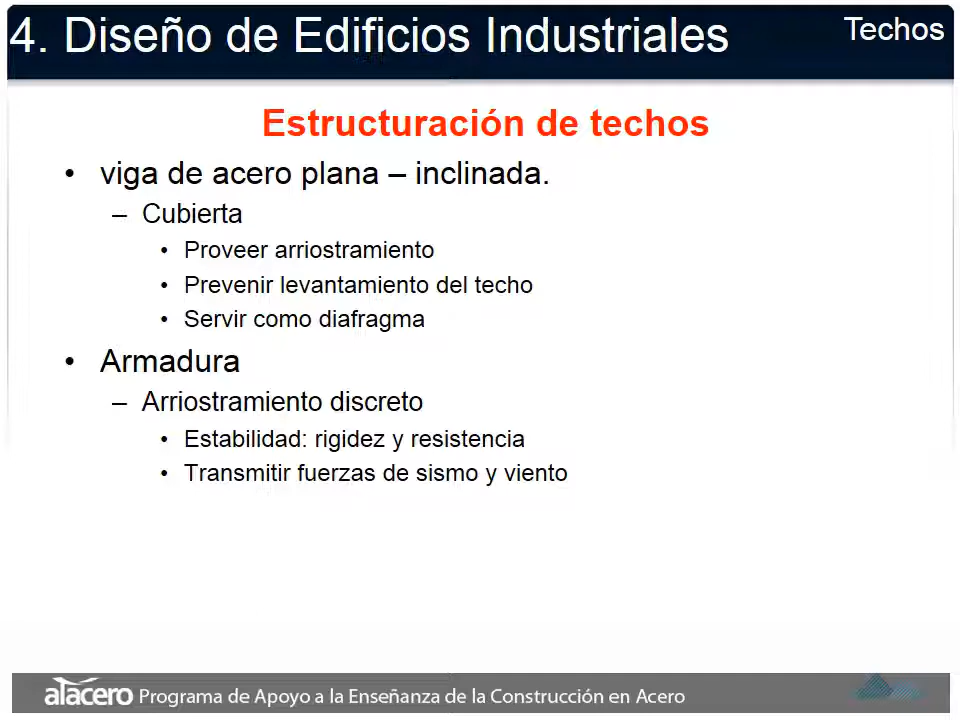 4. Diseño de Edificios Industriales
Techos
Estructuración de techos
• viga de acero plana – inclinada.
– Cubierta
• Proveer arriostramiento
• Prevenir levantamiento del techo
• Servir como diafragma
• Armadura
– Arriostramiento discreto
• Estabilidad: rigidez y resistencia
• Transmitir fuerzas de sismo y viento
alacero Programa de Apoyo a la Enseñanza de la Construcción en Acero